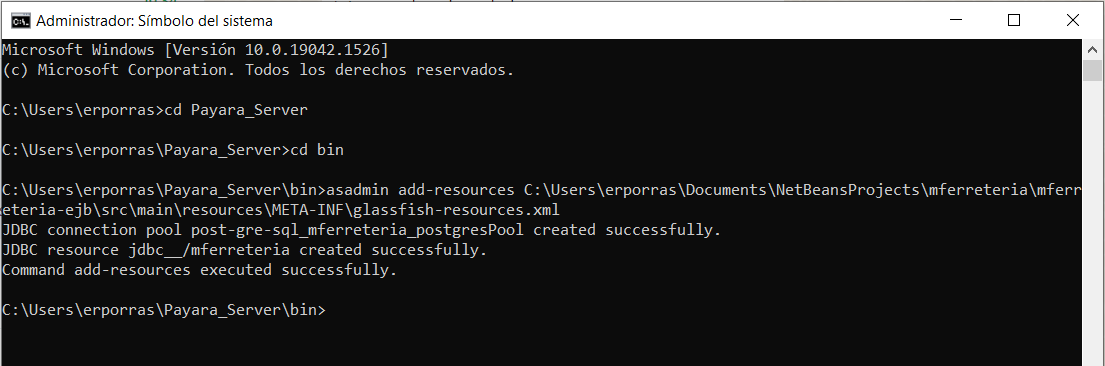 Administrador: Símbolo del sistema
Microsoft Windows [Versión 10.0.19042.1526]
(c) Microsoft Corporation. Todos los derechos reservados.
C:\Users\erporras>cd Payara_Server
C:\Users\erporras\Payara_Server>cd bin
C:\Users\erporras\Payara_Server\bin>asadmin add-resources C:\Users\erporras\Documents\NetBeansProjects\mferreteria\mferr
eteria-ejb\src\main\resources\META-INF\glassfish-resources.xml
JDBC connection pool post-gre-sql_mferreteria_postgresPool created successfully.
JDBC resource jdbc__/mferreteria created successfully.
Command add-resources executed successfully.
C:\Users\erporras\Payara_Server\bin>